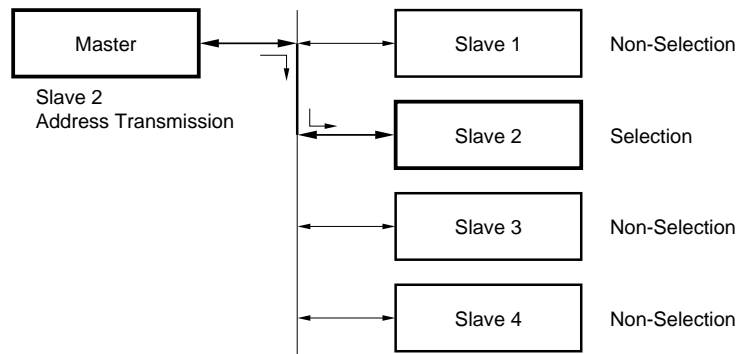 Master
Slave 2
Address Transmission
Slave 1
Non-Selection
Slave 2
Selection
Slave 3
Non-Selection
Slave 4
Non-Selection